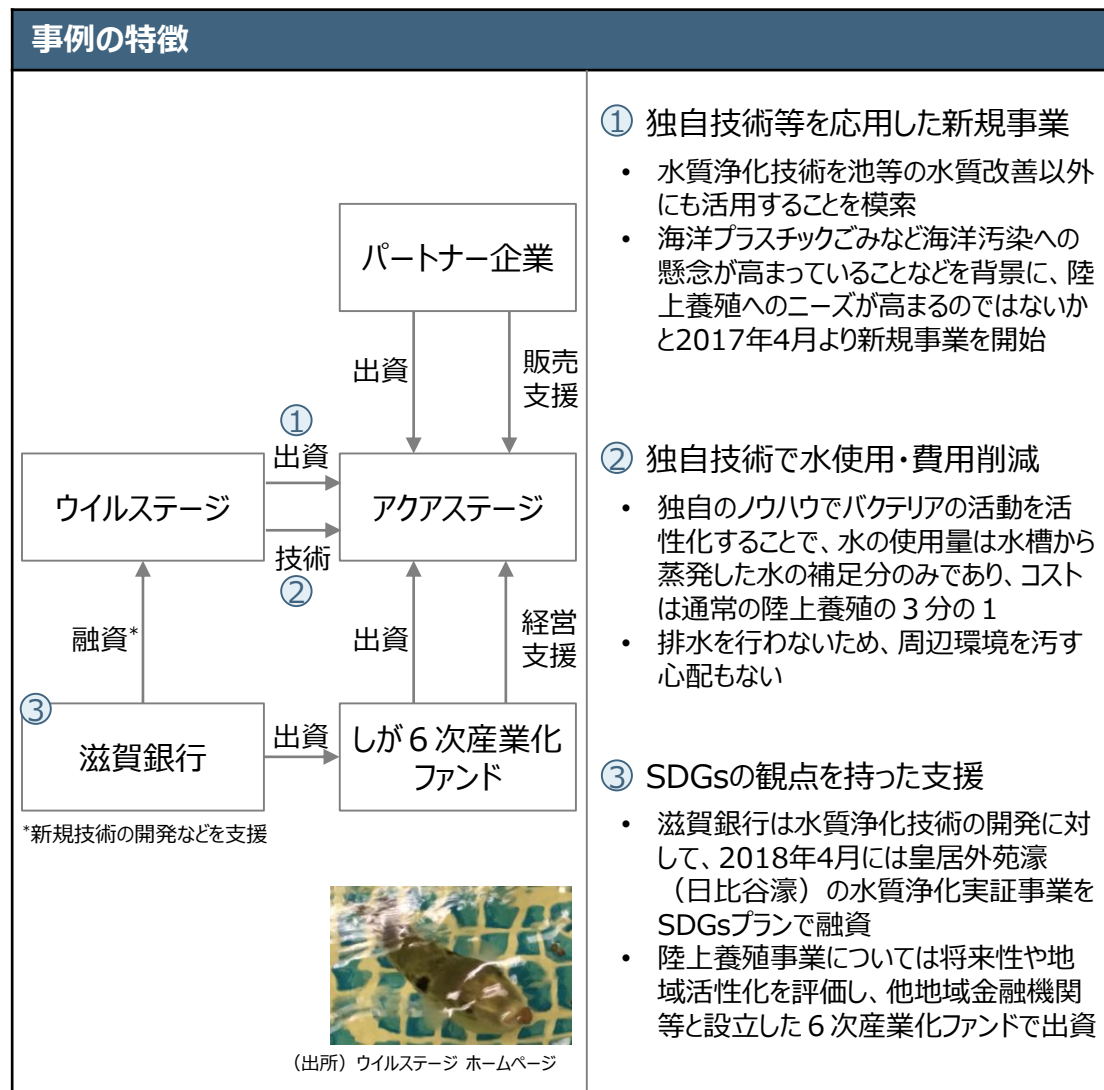 事例の特徴
パートナー企業
出資
販売
支援
①
出資
ウイルステージ
アクアステージ
技術
②
融資*
出資
経営
支援
③
滋賀銀行
出資
しが６次産業化
ファンド
*新規技術の開発などを支援
（出所）ウイルステージ ホームページ
① 独自技術等を応用した新規事業
• 水質浄化技術を池等の水質改善以外
にも活用することを模索
• 海洋プラスチックごみなど海洋汚染への
懸念が高まっていることなどを背景に、陸
上養殖へのニーズが高まるのではないか
と2017年4月より新規事業を開始
② 独自技術で水使用・費用削減
• 独自のノウハウでバクテリアの活動を活
性化することで、水の使用量は水槽から
蒸発した水の補足分のみであり、コスト
は通常の陸上養殖の３分の１
• 排水を行わないため、周辺環境を汚す
心配もない
③ SDGsの観点を持った支援
• 滋賀銀行は水質浄化技術の開発に対
して、2018年4月には皇居外苑濠
（日比谷濠）の水質浄化実証事業を
SDGsプランで融資
• 陸上養殖事業については将来性や地
域活性化を評価し、他地域金融機関
等と設立した６次産業化ファンドで出資